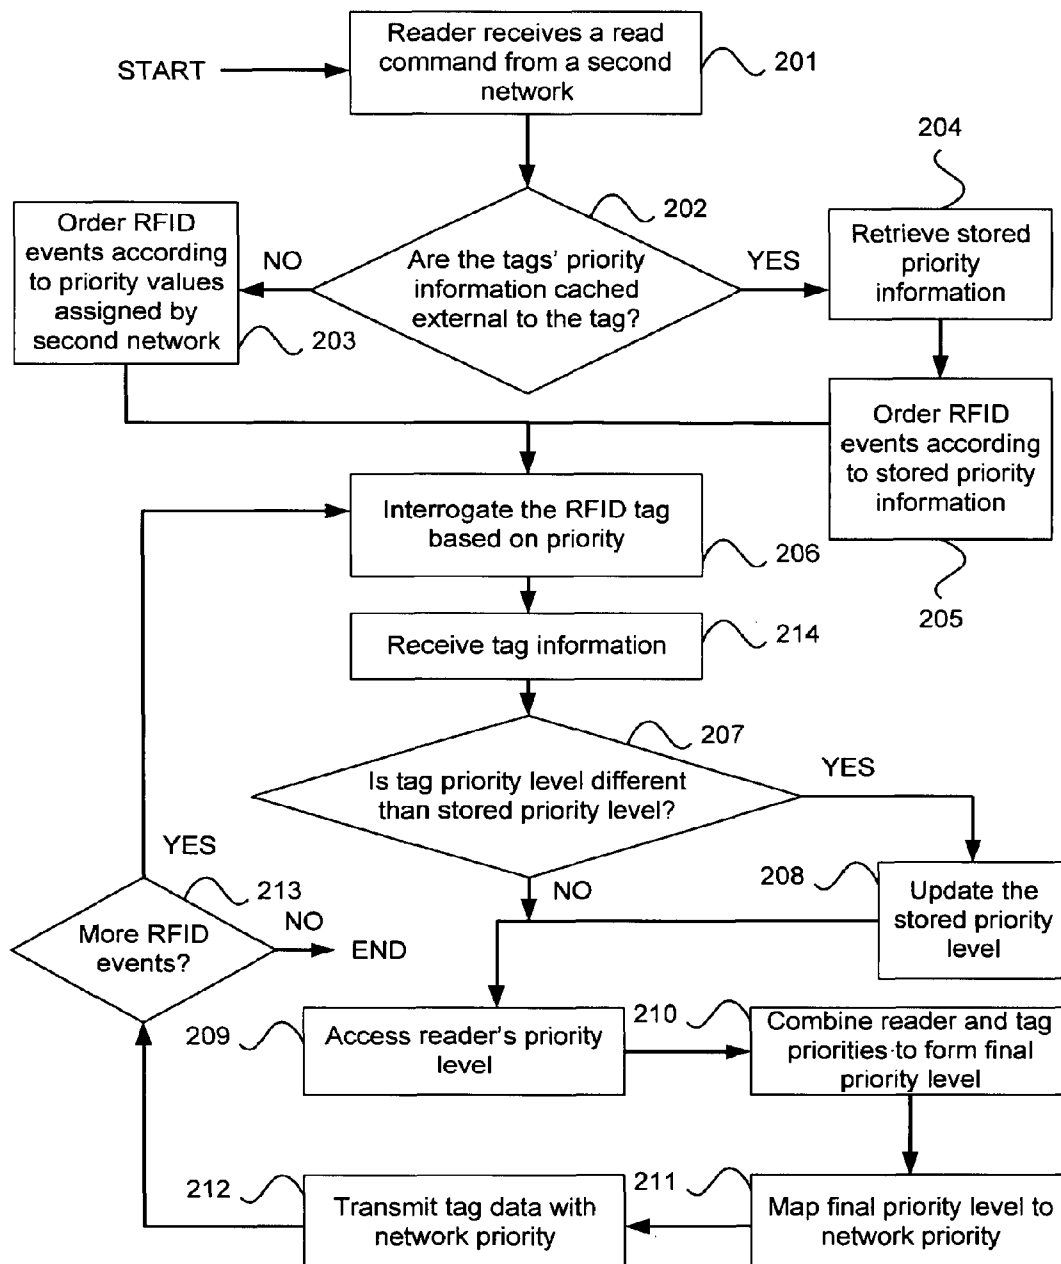 Reader receives a read
command from a second
network
201
START
204
202
Order RFID
events according
to priority values
assigned by
second network
NO
Are the tags' priority
information cached
external to the tag?
YES
Retrieve stored
priority
information
203
Order RFID
events according
to stored priority
information
Interrogate the RFID tag
based on priority
206
205
Receive tag information
214
207
Is tag priority level different
than stored priority level?
YES
YES
213
NO
208
Update the
stored priority
level
More RFID
events?
NO
END
209
Access reader's priority
level
210
Combine reader and tag
priorities to form final
priority level
212
Transmit tag data with
network priority
211
Map final priority level to
network priority